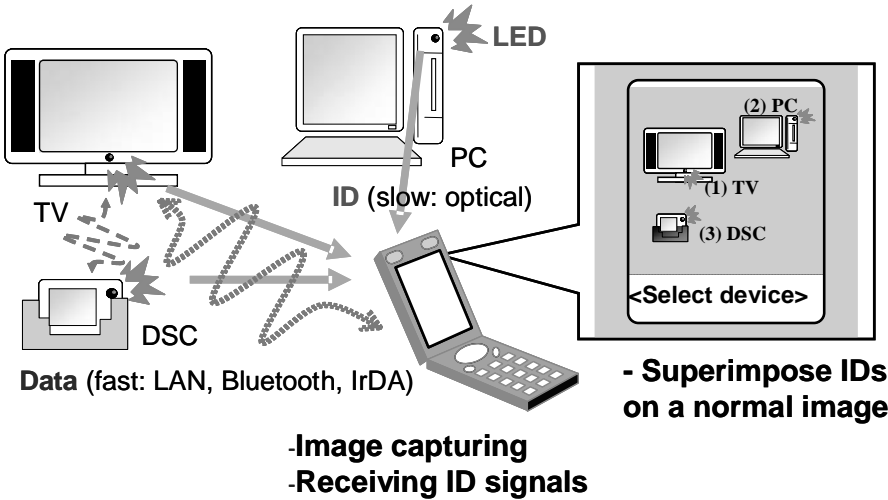 LED
PC
ID (slow: optical)
TV
DSC
Data (fast: LAN, Bluetooth, IrDA)
-Image capturing
-Receiving ID signals
(2) PC
(1) TV
(3) DSC
<Select device>
- Superimpose IDs
on a normal image